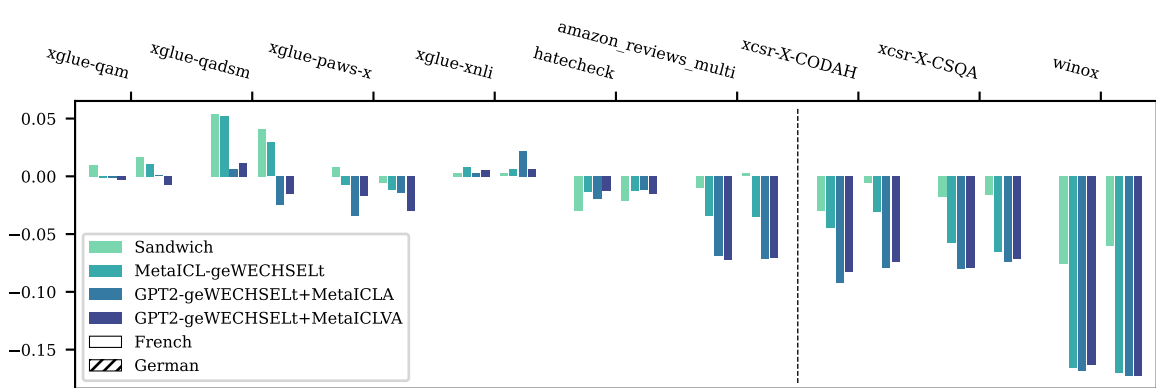 xglue-qam
xglue-qadsm
xglue-paws-x
xglue-xnli
hatecheck
amazon_reviews_multi
xcsr-X-CODAH
xcsr-X-CSQA
winox
0.05
0.00
−0.05
−0.10
−0.15
Sandwich
MetaICL-geWECHSELt
GPT2-geWECHSELt+MetaICLA
GPT2-geWECHSELt+MetaICLVA
French
German